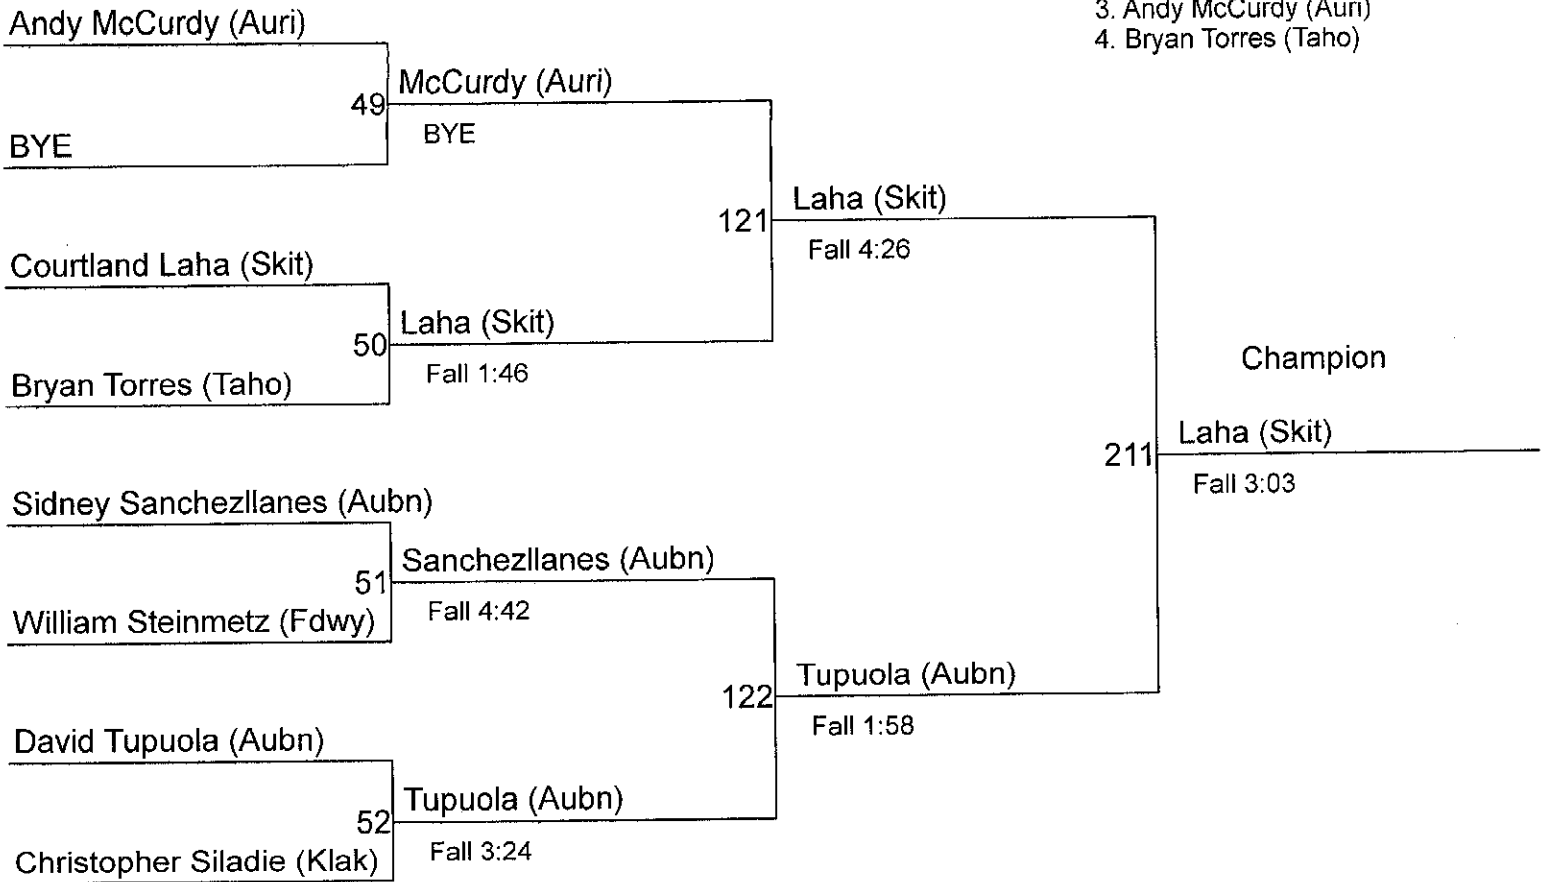 3. Andy McCurdy (Auri)
4. Bryan Torres (Taho)
Andy McCurdy (Auri)
49
McCurdy (Auri)
BYE
BYE
121
Laha (Skit)
Fall 4:26
Courtland Laha (Skit)
50
Laha (Skit)
Fall 1:46
Bryan Torres (Taho)
Champion
211
Laha (Skit)
Fall 3:03
Sidney Sanchezllanes (Aubn)
51
Sanchezllanes (Aubn)
Fall 4:42
William Steinmetz (Fdwy)
122
Tupuola (Aubn)
Fall 1:58
David Tupuola (Aubn)
52
Tupuola (Aubn)
Fall 3:24
Christopher Siladie (Klak)